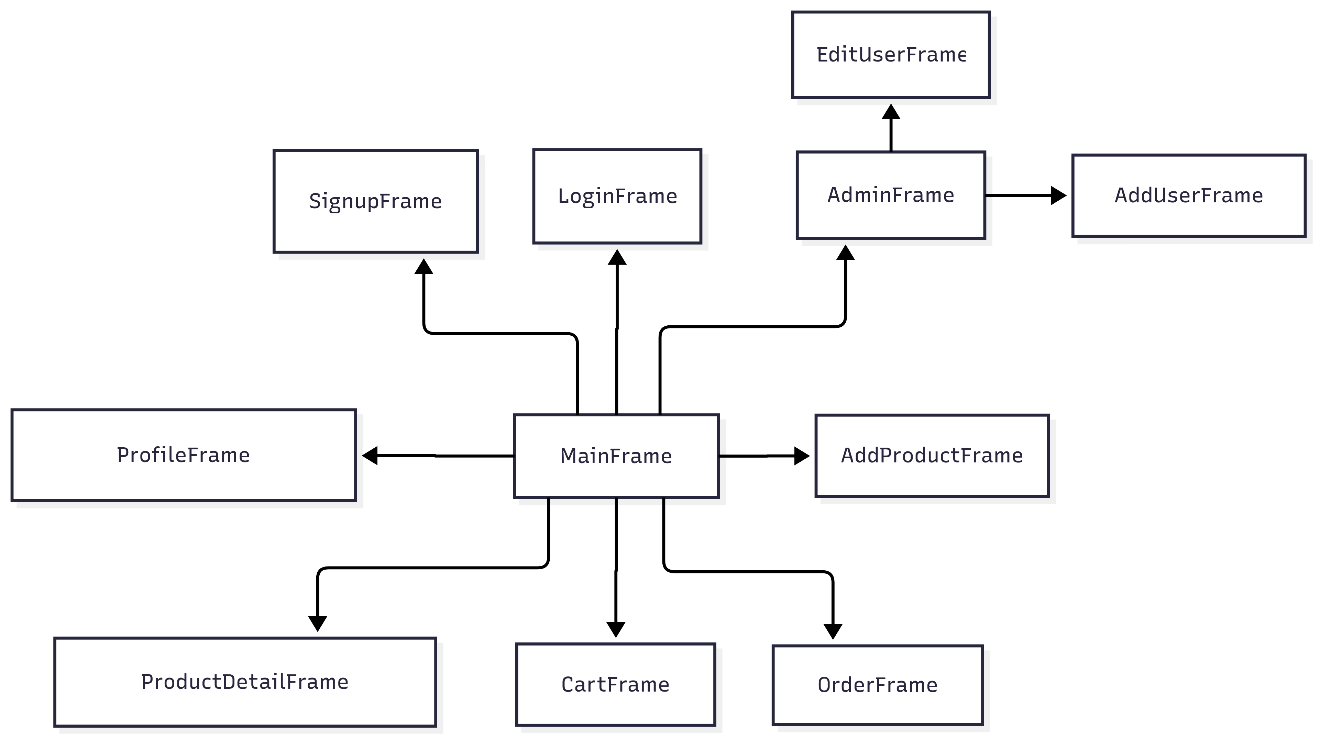 EditUserFrame
SignupFrame
LoginFrame
AdminFrame
AddUserFrame
ProfileFrame
MainFrame
AddProductFrame
ProductDetailFrame
CartFrame
OrderFrame